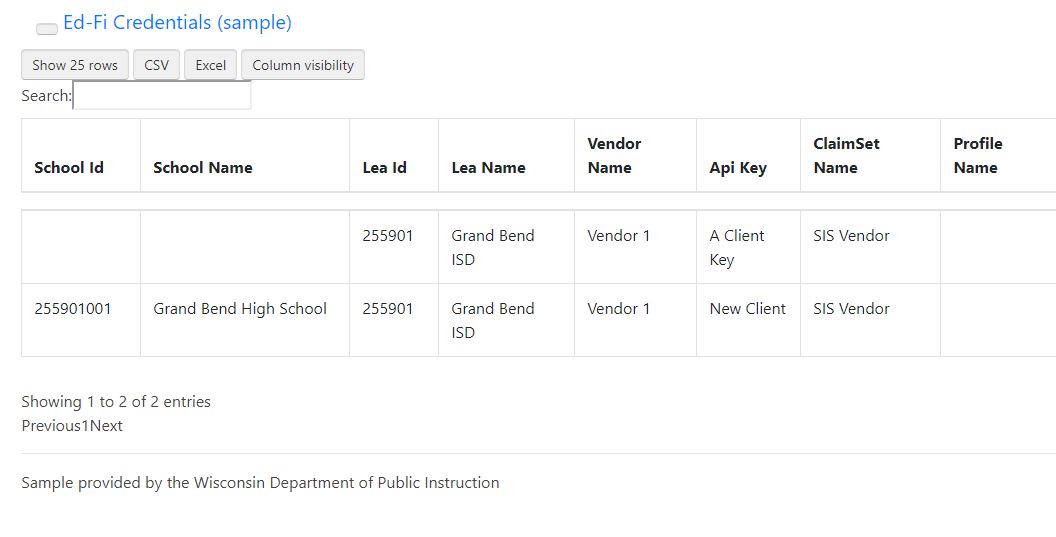 Ed-Fi Credentials (sample)
Show 25 rows CSV Excel Column visibility
Search:
School Id School Name Lea Id Lea Name Vendor Name Api Key ClaimSet Name Profile Name
255901 Grand Bend ISD Vendor 1 A Client Key SIS Vendor
255901001 Grand Bend High School 255901 Grand Bend ISD Vendor 1 New Client SIS Vendor
Showing 1 to 2 of 2 entries
Previous1Next
Sample provided by the Wisconsin Department of Public Instruction